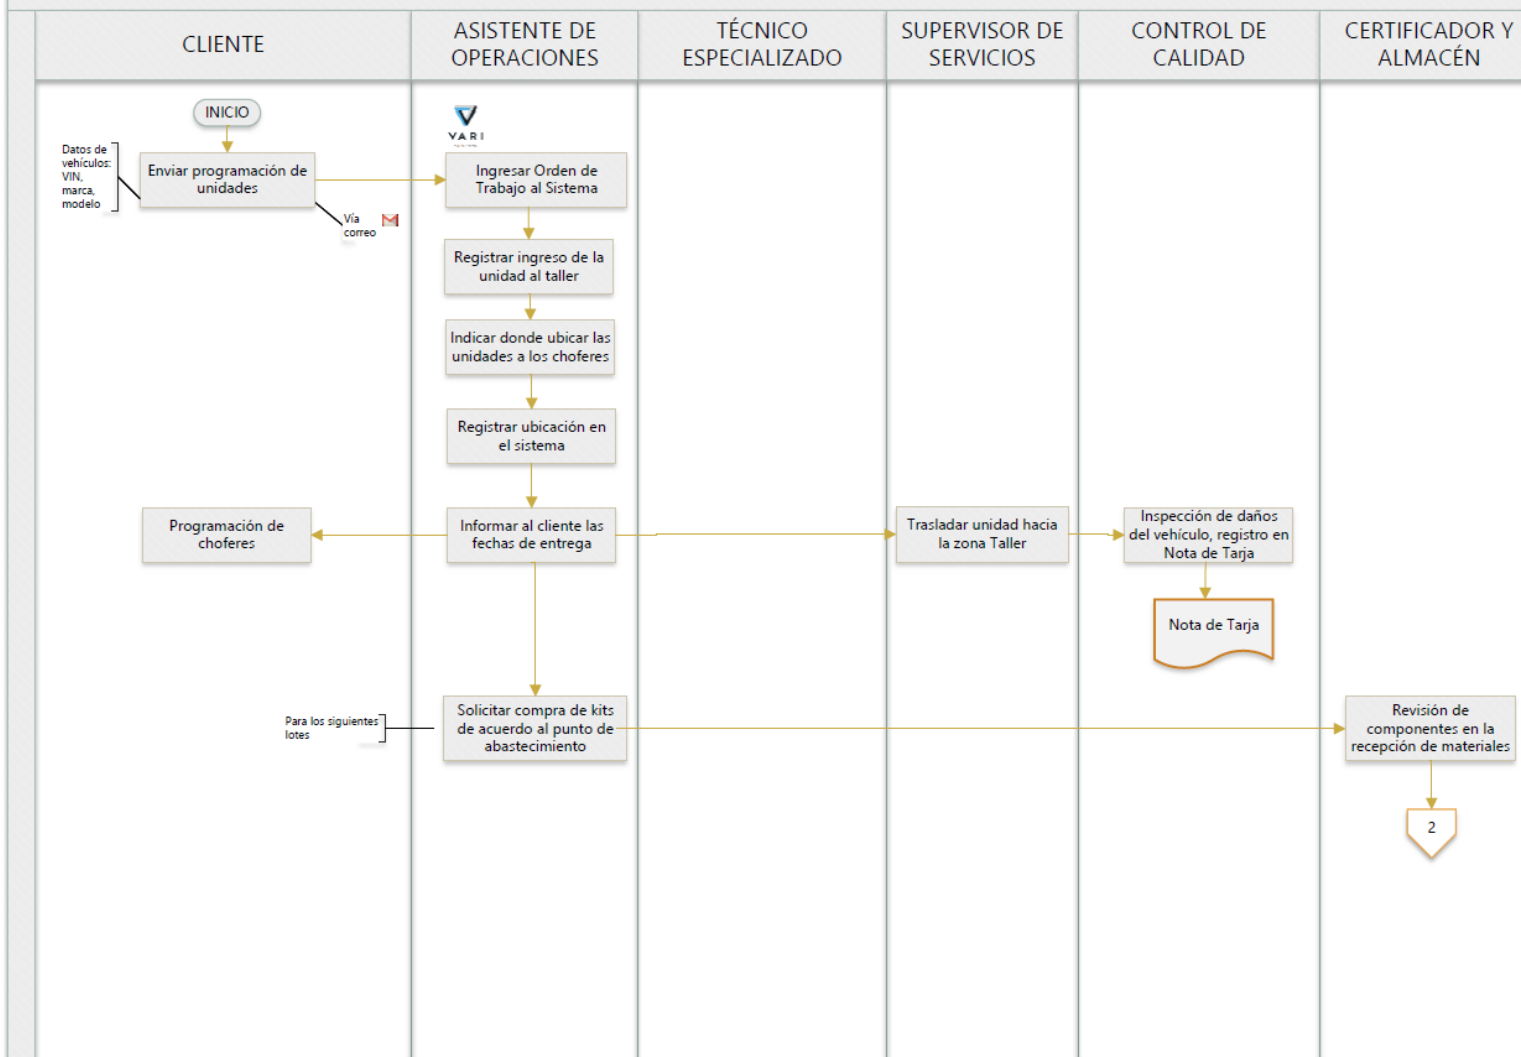 CLIENTE
ASISTENTE DE
OPERACIONES
TÉCNICO
ESPECIALIZADO
SUPERVISOR DE
SERVICIOS
CONTROL DE
CALIDAD
CERTIFICADOR Y
ALMACÉN
INICIO
Datos de
vehículos:
VIN,
marca,
modelo
Enviar programación de
unidades
Vía
correo
VARI
Ingresar Orden de
Trabajo al Sistema
Registrar ingreso de la
unidad al taller
Indicar donde ubicar las
unidades a los choferes
Registrar ubicación en
el sistema
Programación de
choferes
Informar al cliente las
fechas de entrega
Trasladar unidad hacia
la zona Taller
Inspección de daños
del vehículo, registro en
Nota de Tarja
Nota de Tarja
Para los siguientes
lotes
Solicitar compra de kits
de acuerdo al punto de
abastecimiento
Revisión de
componentes en la
recepción de materiales
2